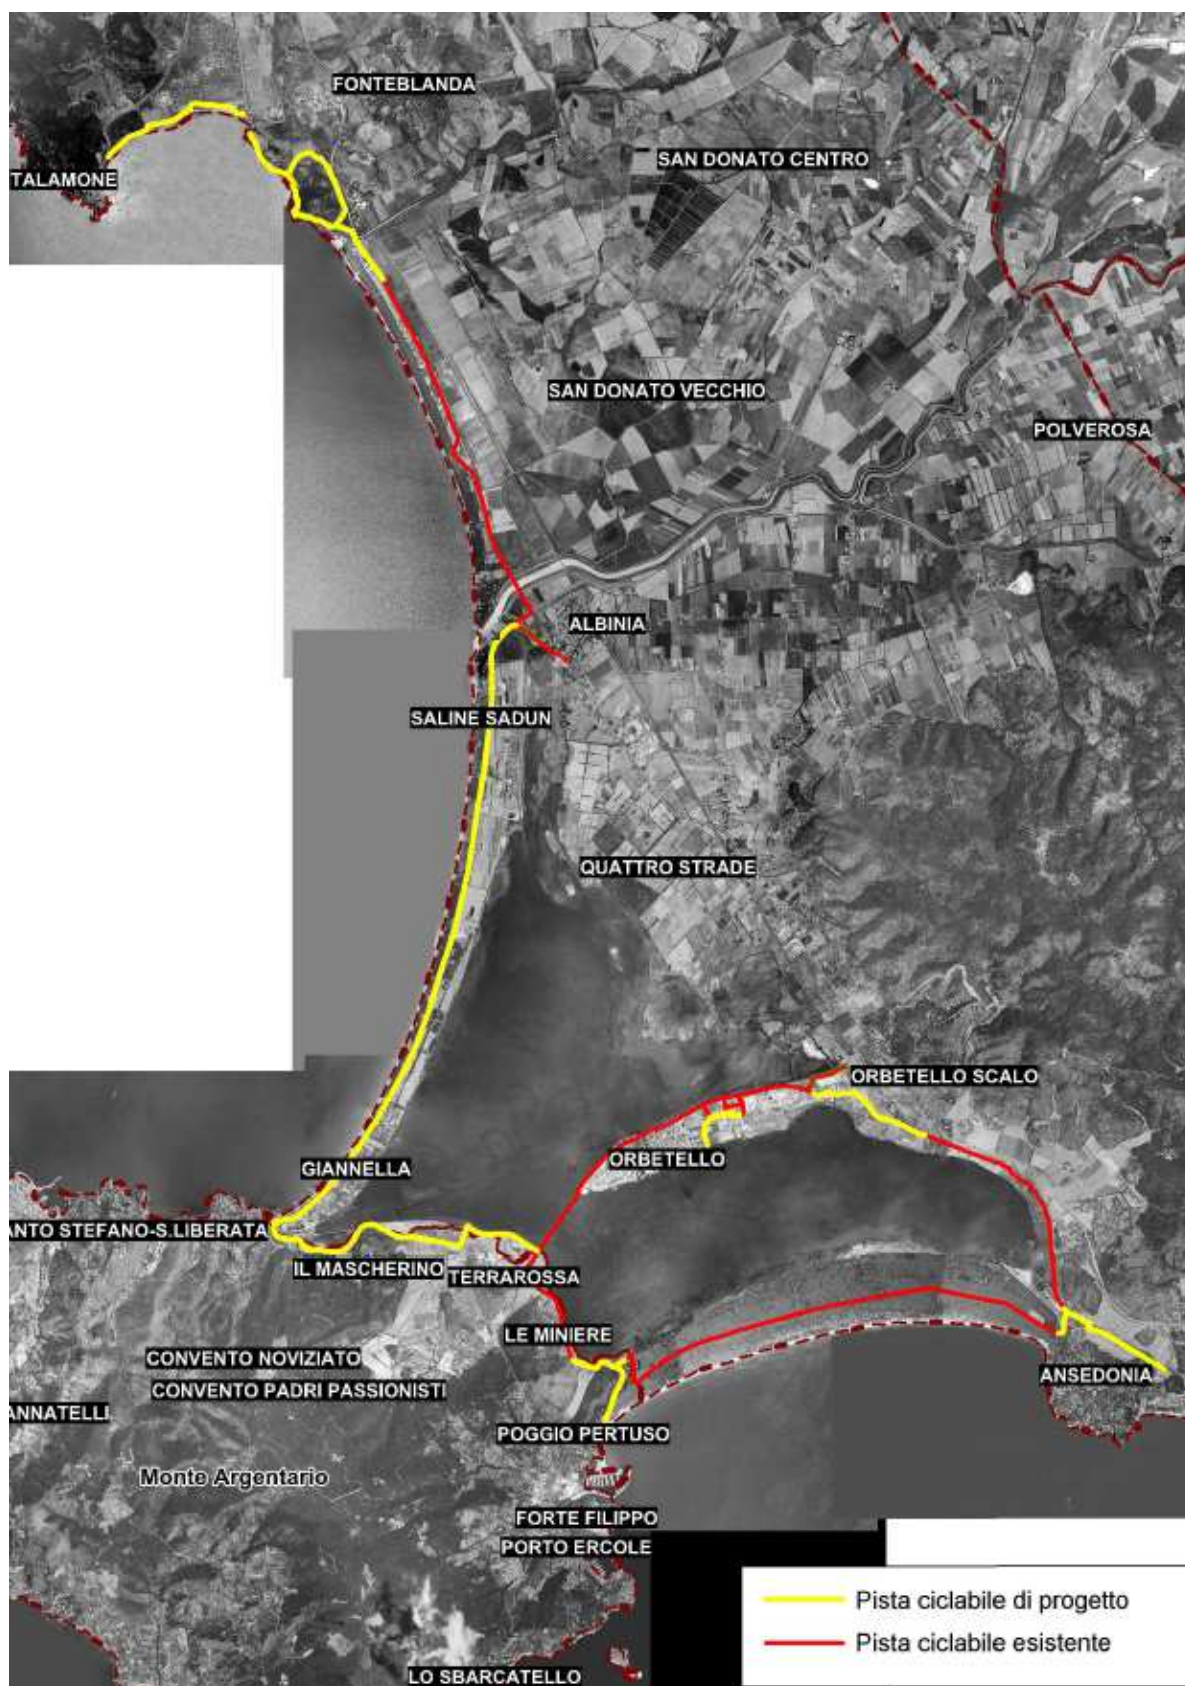 FONTEBLANDA
SAN DONATO CENTRO
TALAMONE
SAN DONATO VECCHIO
POLVEROSA
ALBINIA
SALINE SADUN
QUATTRO STRADE
ORBETELLO SCALO
ORBETELLO
GIANNELLA
ANTO STEFANO-S.LIBERATA
IL MASCHERINO
TERRAROSSA
LE MINIERE
CONVENTO NOVIZIATO
ANSEDONIA
CONVENTO PADRI PASSIONISTI
ANNATELLI
POGGIO PERTUSO
Monte Argentario
FORTE FILIPPO
PORTO ERCOLE
Pista ciclabile di progetto
Pista ciclabile esistente
LO SBARCATELLO